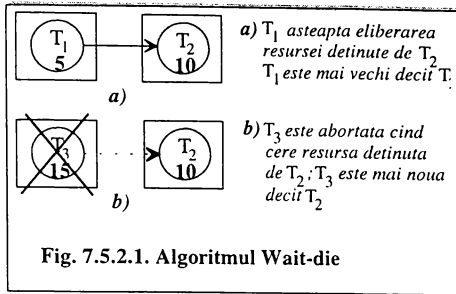 T1
5
T2
10
a)
a) T1 asteapta eliberarea
resursei detinute de T2
T1 este mai vechi decit T
T3
15
T2
10
b)
b) T3 este abortata cind
cere resursa detinuta
de T2; T3 este mai noua
decit T2
Fig. 7.5.2.1. Algoritmul Wait-die